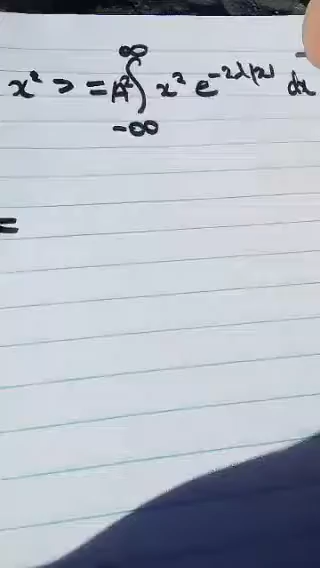 x² > = A² ∫_{-∞}^{∞} x² e^{-2λ|x|} dx
=